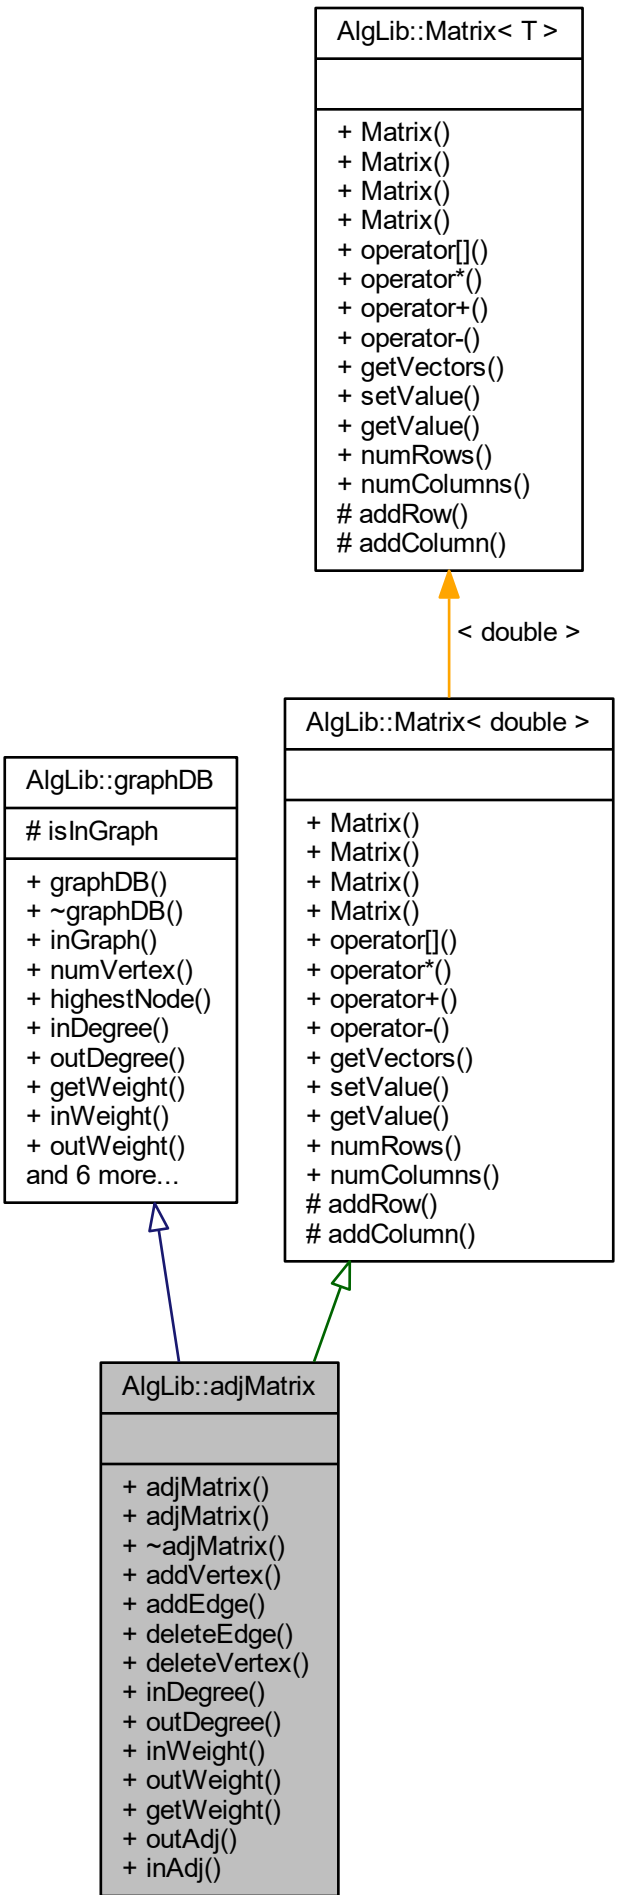 AlgLib::Matrix< T >
+ Matrix()
+ Matrix()
+ Matrix()
+ Matrix()
+ operator[]()
+ operator*()
+ operator+()
+ operator-()
+ getVectors()
+ setValue()
+ getValue()
+ numRows()
+ numColumns()
# addRow()
# addColumn()
< double >
AlgLib::Matrix< double >
+ Matrix()
+ Matrix()
+ Matrix()
+ Matrix()
+ operator[]()
+ operator*()
+ operator+()
+ operator-()
+ getVectors()
+ setValue()
+ getValue()
+ numRows()
+ numColumns()
# addRow()
# addColumn()
AlgLib::graphDB
# isInGraph
+ graphDB()
+ ~graphDB()
+ inGraph()
+ numVertex()
+ highestNode()
+ inDegree()
+ outDegree()
+ getWeight()
+ inWeight()
+ outWeight()
and 6 more...
AlgLib::adjMatrix
+ adjMatrix()
+ adjMatrix()
+ ~adjMatrix()
+ addVertex()
+ addEdge()
+ deleteEdge()
+ deleteVertex()
+ inDegree()
+ outDegree()
+ inWeight()
+ outWeight()
+ getWeight()
+ outAdj()
+ inAdj()